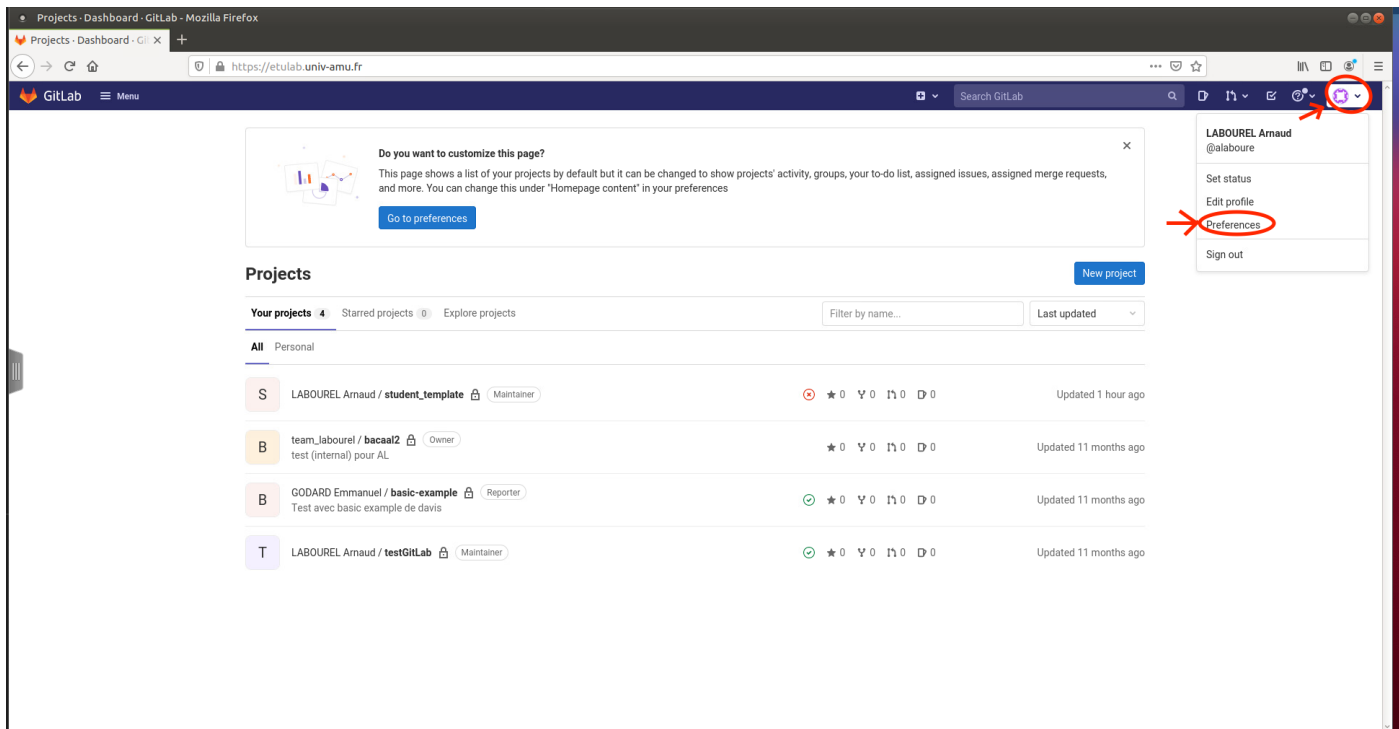 Projects · Dashboard · GitLab - Mozilla Firefox
Projects · Dashboard · Gi
https://etulab.univ-amu.fr
GitLab Menu Search GitLab
LABOUREL Arnaud
@alaboure
Set status
Edit profile
Preferences
Sign out
Do you want to customize this page?
This page shows a list of your projects by default but it can be changed to show projects' activity, groups, your to-do list, assigned issues, assigned merge requests,
and more. You can change this under "Homepage content" in your preferences
Go to preferences
Projects New project
Your projects 4 Starred projects 0 Explore projects Filter by name... Last updated
All Personal
S LABOUREL Arnaud / student_template Maintainer 0 0 0 0 Updated 1 hour ago
B team_labourel / bacaal2 Owner 0 0 0 0 Updated 11 months ago
test (internal) pour AL
B GODARD Emmanuel / basic-example Reporter 0 0 0 0 Updated 11 months ago
Test avec basic example de davis
T LABOUREL Arnaud / testGitLab Maintainer 0 0 0 0 Updated 11 months ago